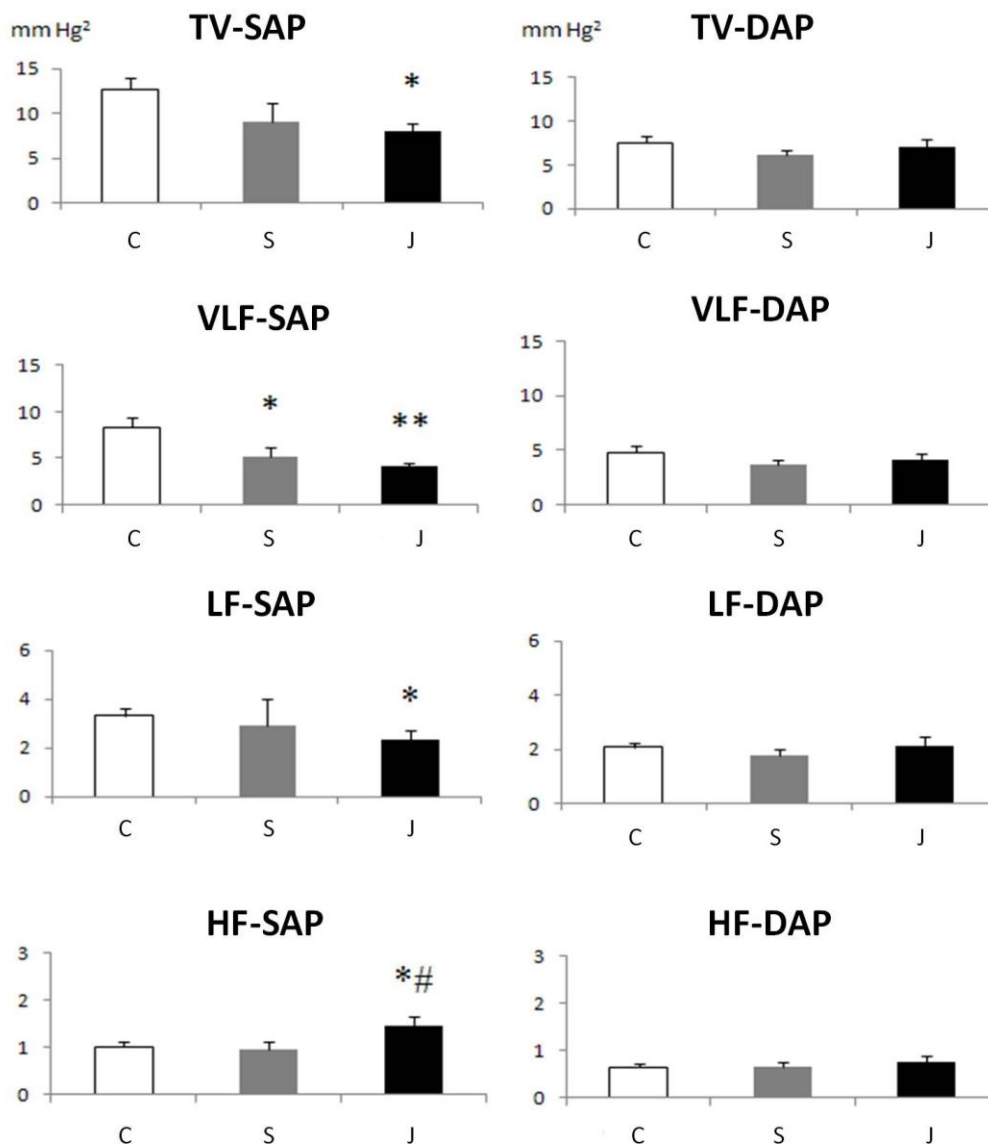 mm Hg²
TV-SAP
15
10
5
0
*
C S J
mm Hg²
TV-DAP
15
10
5
0
C S J
VLF-SAP
15
10
5
0
* **
C S J
VLF-DAP
15
10
5
0
C S J
LF-SAP
6
4
2
0
*
C S J
LF-DAP
6
4
2
0
C S J
HF-SAP
3
2
1
0
*#
C S J
HF-DAP
3
2
1
0
C S J